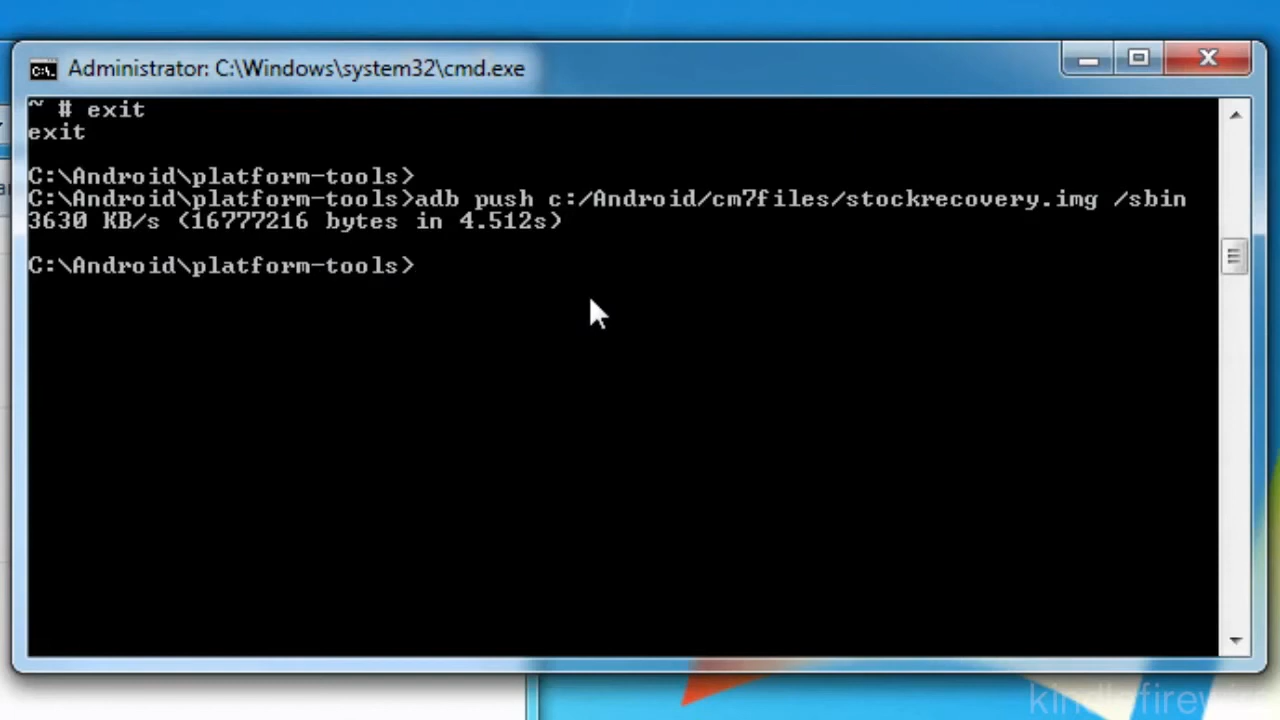 Administrator: C:\Windows\system32\cmd.exe
~ # exit
exit
C:\Android\platform-tools>
C:\Android\platform-tools>adb push c:/Android/cm7files/stockrecovery.img /sbin
3630 KB/s (16777216 bytes in 4.512s)
C:\Android\platform-tools>